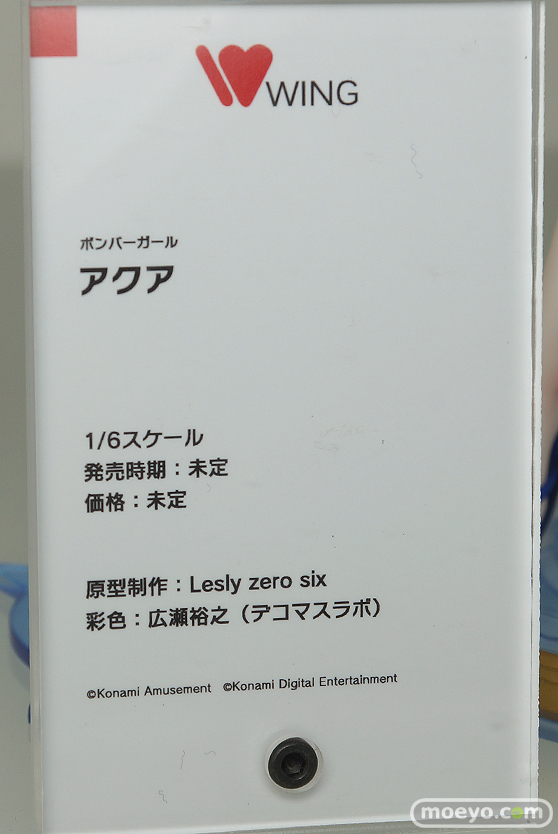 WING
ボンバーガール
アクア
1/6スケール
発売時期：未定
価格：未定
原型制作：Lesly zero six
彩色：広瀬裕之（デコマスラボ）
©Konami Amusement ©Konami Digital Entertainment
moeyo.com